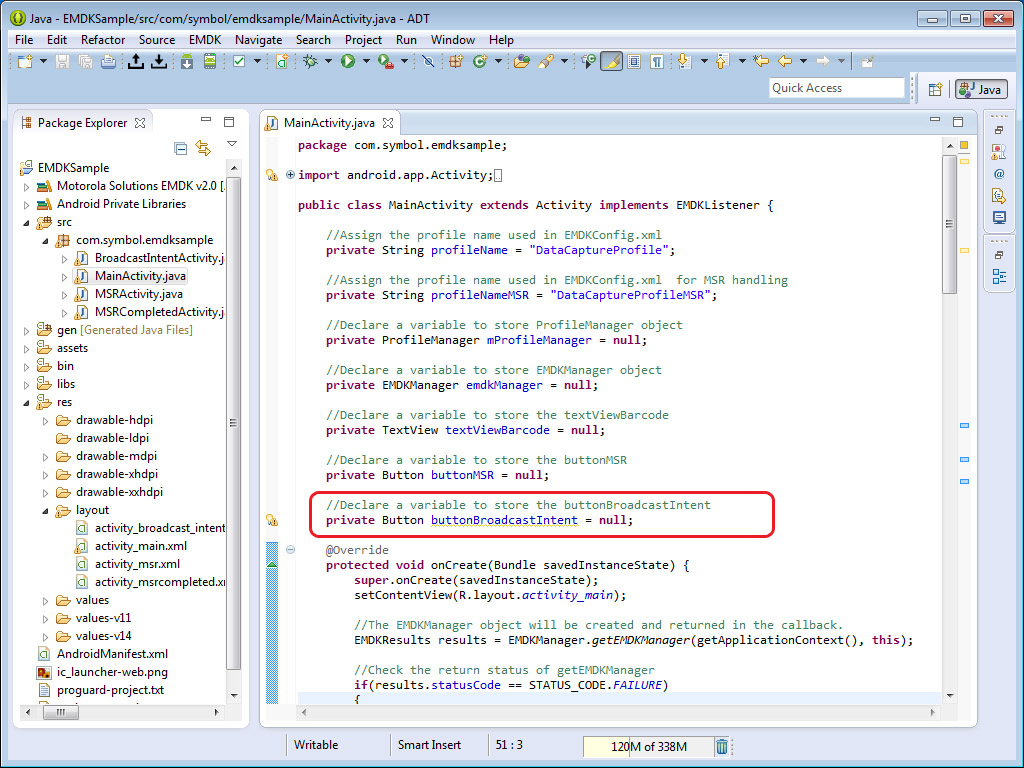 Java - EMDKSample/src/com/symbol/emdksample/MainActivity.java - ADT
File Edit Refactor Source EMDK Navigate Search Project Run Window Help
Quick Access
Java
Package Explorer
EMDKSample
Motorola Solutions EMDK v2.0 [
Android Private Libraries
src
com.symbol.emdksample
BroadcastIntentActivity.j
MainActivity.java
MSRActivity.java
MSRCompletedActivity.j
gen [Generated Java Files]
assets
bin
libs
res
drawable-hdpi
drawable-ldpi
drawable-mdpi
drawable-xhdpi
drawable-xxhdpi
layout
activity_broadcast_intent
activity_main.xml
activity_msr.xml
activity_msrcompleted.x
values
values-v11
values-v14
AndroidManifest.xml
ic_launcher-web.png
proguard-project.txt
MainActivity.java
package com.symbol.emdksample;
import android.app.Activity;
public class MainActivity extends Activity implements EMDKListener {
//Assign the profile name used in EMDKConfig.xml
private String profileName = "DataCaptureProfile";
//Assign the profile name used in EMDKConfig.xml  for MSR handling
private String profileNameMSR = "DataCaptureProfileMSR";
//Declare a variable to store ProfileManager object
private ProfileManager mProfileManager = null;
//Declare a variable to store EMDKManager object
private EMDKManager emdkManager = null;
//Declare a variable to store the textViewBarcode
private TextView textViewBarcode = null;
//Declare a variable to store the buttonMSR
private Button buttonMSR = null;
//Declare a variable to store the buttonBroadcastIntent
private Button buttonBroadcastIntent = null;
@Override
protected void onCreate(Bundle savedInstanceState) {
super.onCreate(savedInstanceState);
setContentView(R.layout.activity_main);
//The EMDKManager object will be created and returned in the callback.
EMDKResults results = EMDKManager.getEMDKManager(getApplicationContext(), this);
//Check the return status of getEMDKManager
if(results.statusCode == STATUS_CODE.FAILURE)
{
Writable
Smart Insert
51 : 3
120M of 338M